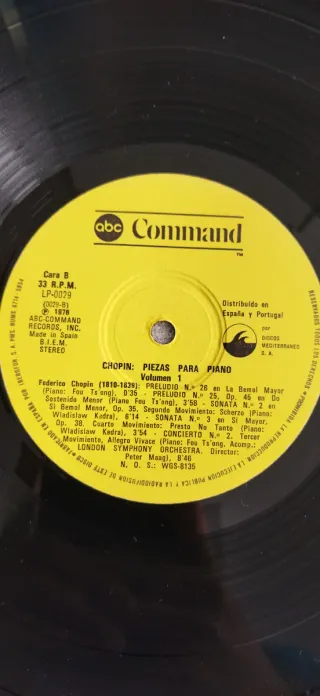 abc Command
TM
Cara B
33 R.P.M.
LP-0029
(0029-B)
℗ 1978
ABC-COMMAND
RECORDS, INC.
Made in Spain
B.I.E.M.
STEREO
Distribuido en
España y Portugal
por
DISCOS
MEDITERRANEO
S. A.
CHOPIN: PIEZAS PARA PIANO
Volumen 1
Federico Chopin (1810-1839): PRELUDIO N.º 26 en La Bemol Mayor
(Piano: Fou Ts'ong), 0'35 - PRELUDIO N.º 25, Op. 45 en Do
Sostenido Menor (Piano Fou Ts'ong), 3'58 - SONATA N.º 2 en
Si Bemol Menor, Op. 35. Segundo Movimiento: Scherzo (Piano:
Wladislaw Kedra), 6'14 - SONATA N.º 3 en Si Mayor,
Op. 38. Cuarto Movimiento: Presto No Tanto (Piano:
Wladislaw Kedra), 3'54 - CONCIERTO N.º 2. Tercer
Movimiento, Allegro Vivace (Piano: Fou Ts'ong. Acomp.:
LONDON SYMPHONY ORCHESTRA. Director:
Peter Maag), 8'46
N. O. S.: WGS-8135